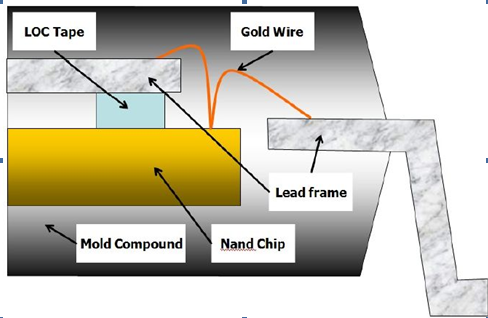 LOC Tape
Gold Wire
Lead frame
Mold Compound
Nand Chip